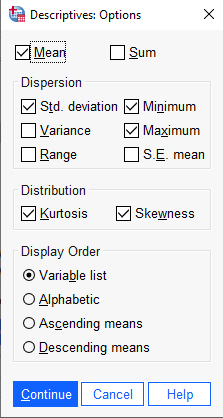 Descriptives: Options
Mean Sum
Dispersion
Std. deviation Minimum
Variance Maximum
Range S.E. mean
Distribution
Kurtosis Skewness
Display Order
Variable list
Alphabetic
Ascending means
Descending means
Continue Cancel Help